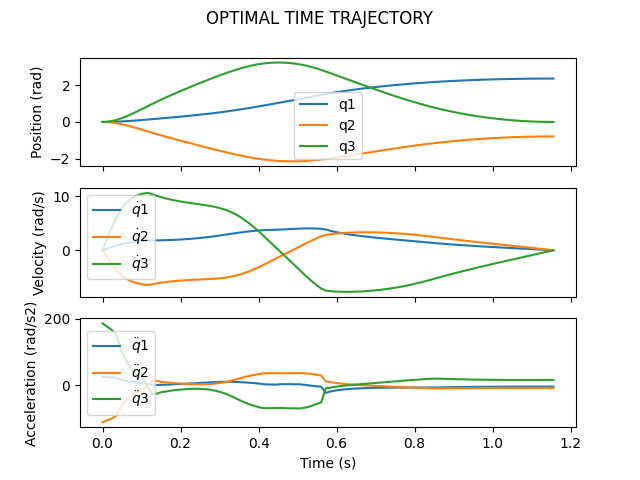 OPTIMAL TIME TRAJECTORY
Position (rad)
2
0
−2
q1
q2
q3
Velocity (rad/s)
10
0
q̇1
q̇2
q̇3
Acceleration (rad/s2)
200
0
q̈1
q̈2
q̈3
0.0 0.2 0.4 0.6 0.8 1.0 1.2
Time (s)